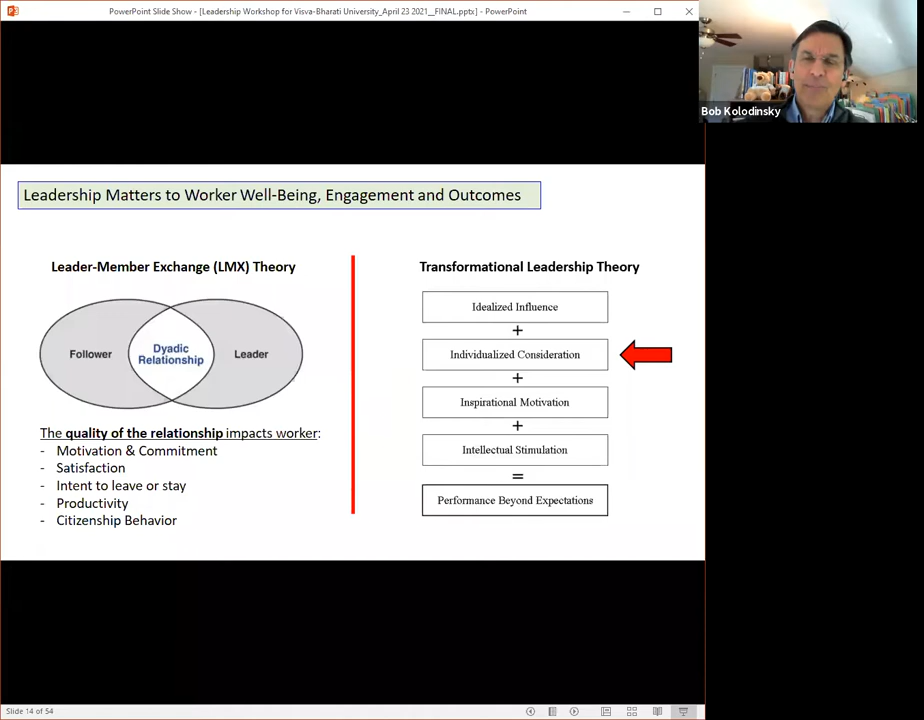 PowerPoint Slide Show - [Leadership Workshop for Visva-Bharati University_April 23 2021__FINAL.pptx] - PowerPoint
Bob Kolodinsky
Leadership Matters to Worker Well-Being, Engagement and Outcomes
Leader-Member Exchange (LMX) Theory
Follower
Dyadic
Relationship
Leader
The quality of the relationship impacts worker:
- Motivation & Commitment
- Satisfaction
- Intent to leave or stay
- Productivity
- Citizenship Behavior
Transformational Leadership Theory
Idealized Influence
+
Individualized Consideration
+
Inspirational Motivation
+
Intellectual Stimulation
=
Performance Beyond Expectations
Slide 14 of 54